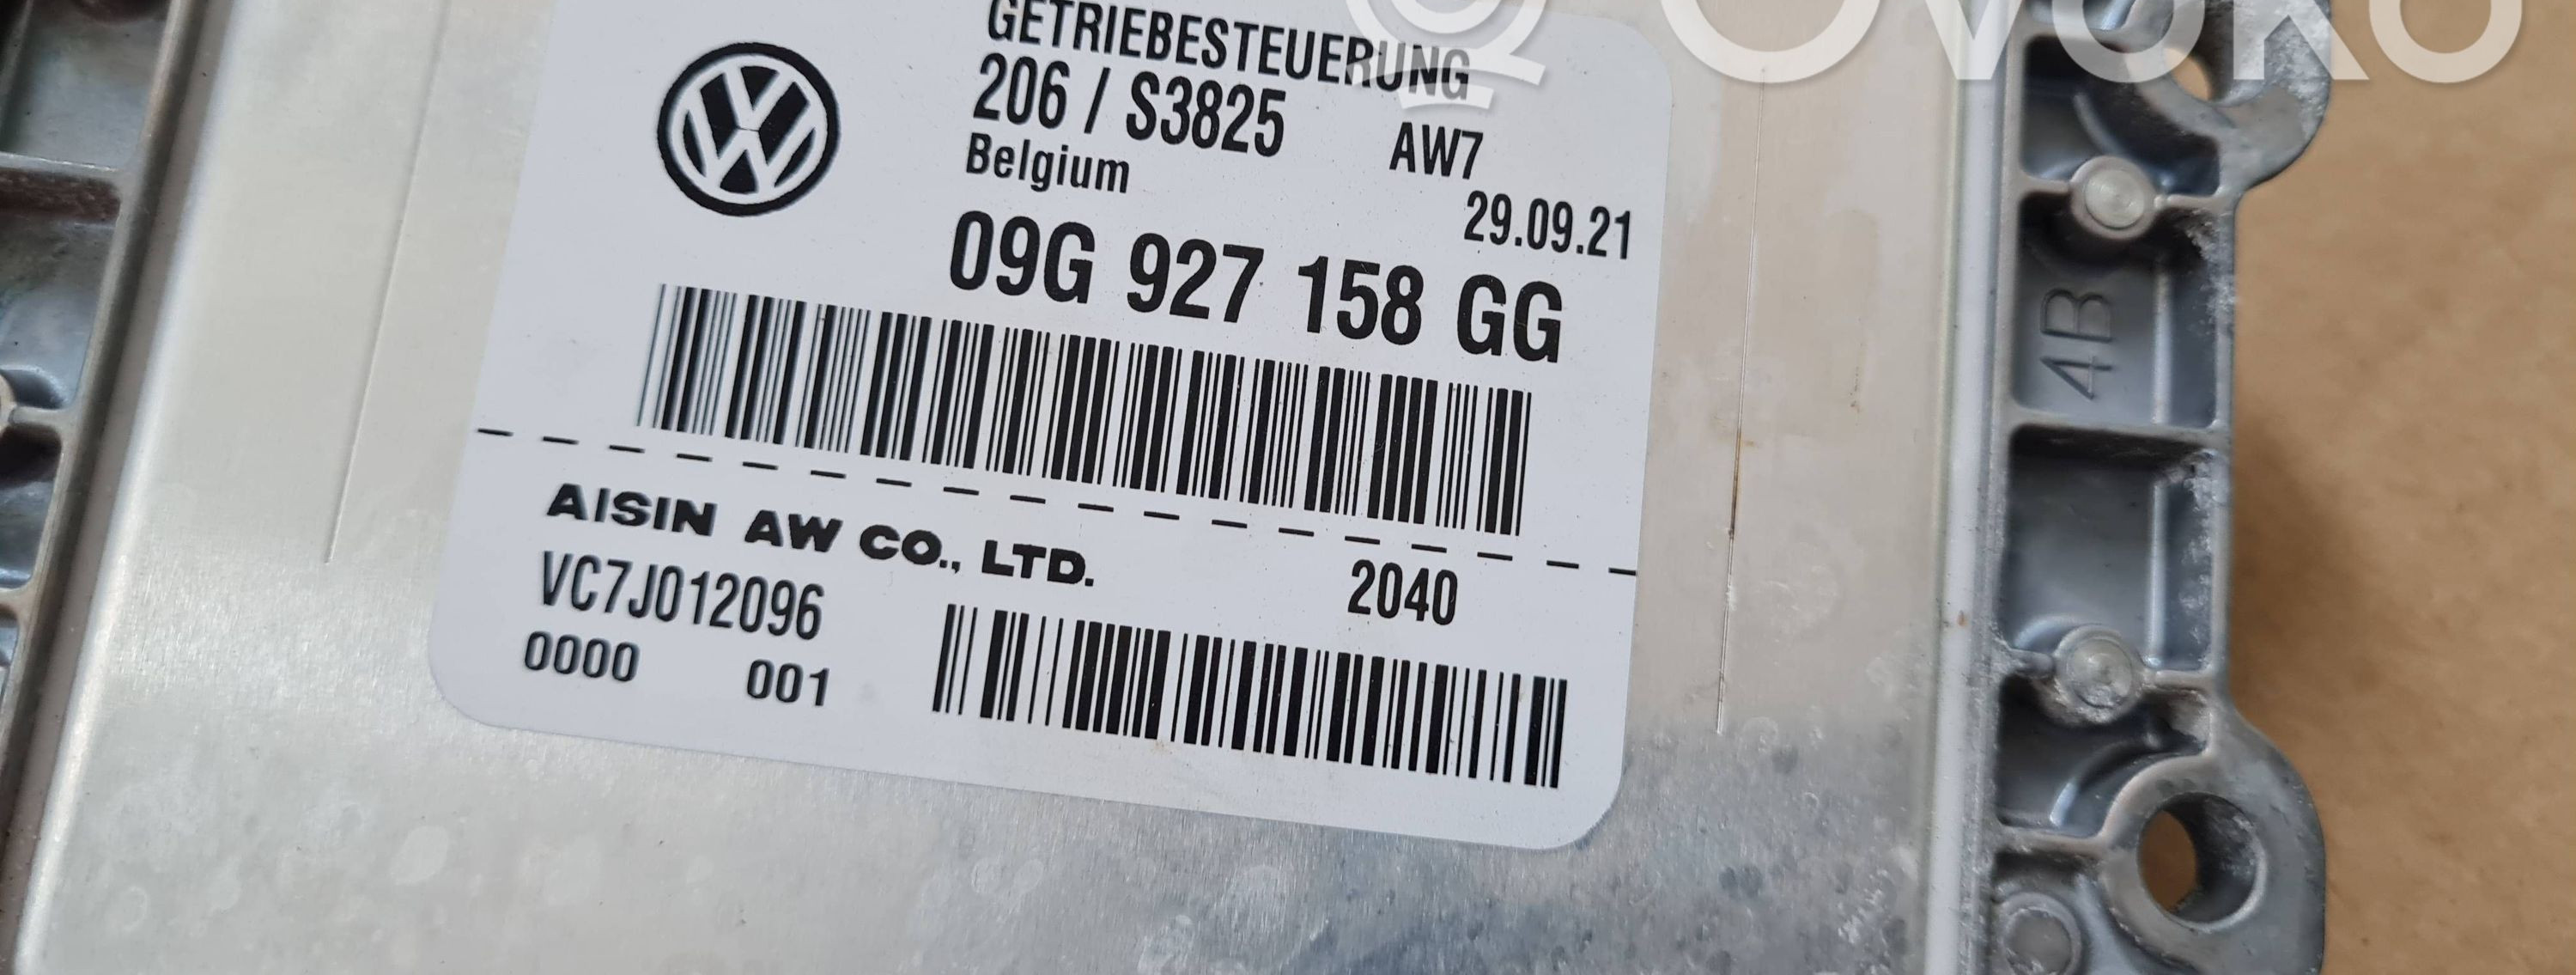 OVOKO
GETRIEBESTEUERUNG
206 / S3825 AW7
Belgium
29.09.21
09G 927 158 GG
AISIN AW CO., LTD.
VC7J012096 2040
0000 001
4B